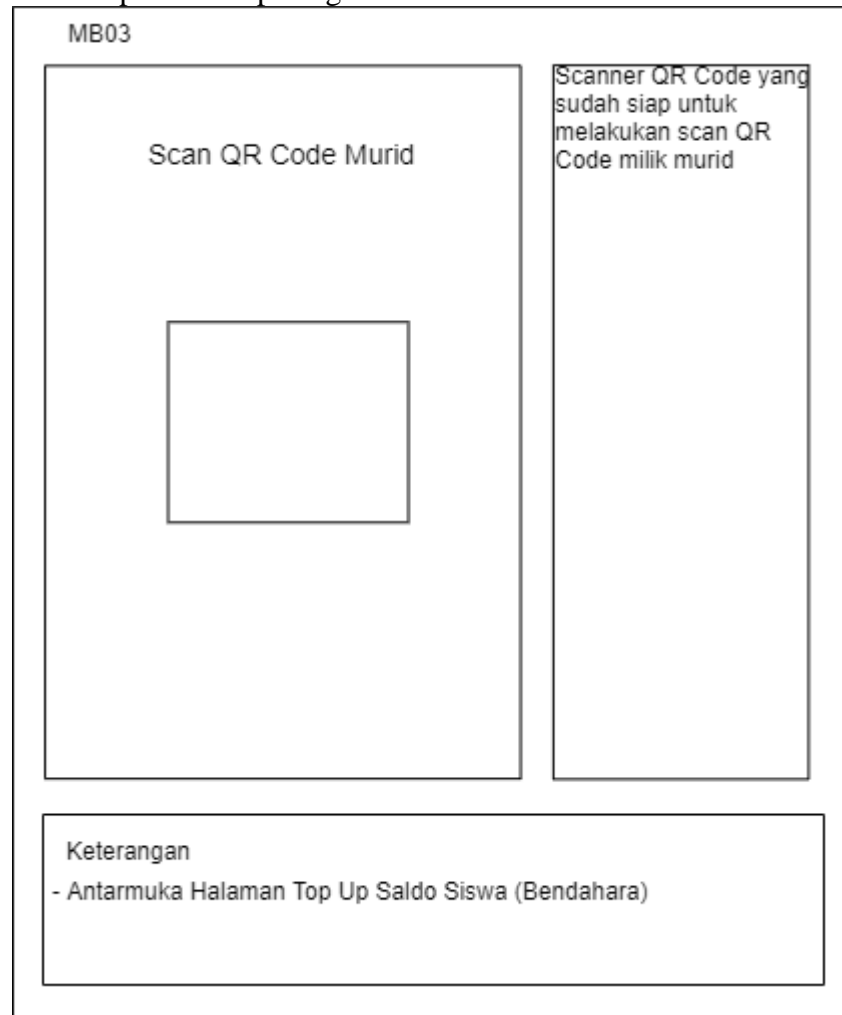 MB03
Scan QR Code Murid
Scanner QR Code yang
sudah siap untuk
melakukan scan QR
Code milik murid
Keterangan
- Antarmuka Halaman Top Up Saldo Siswa (Bendahara)